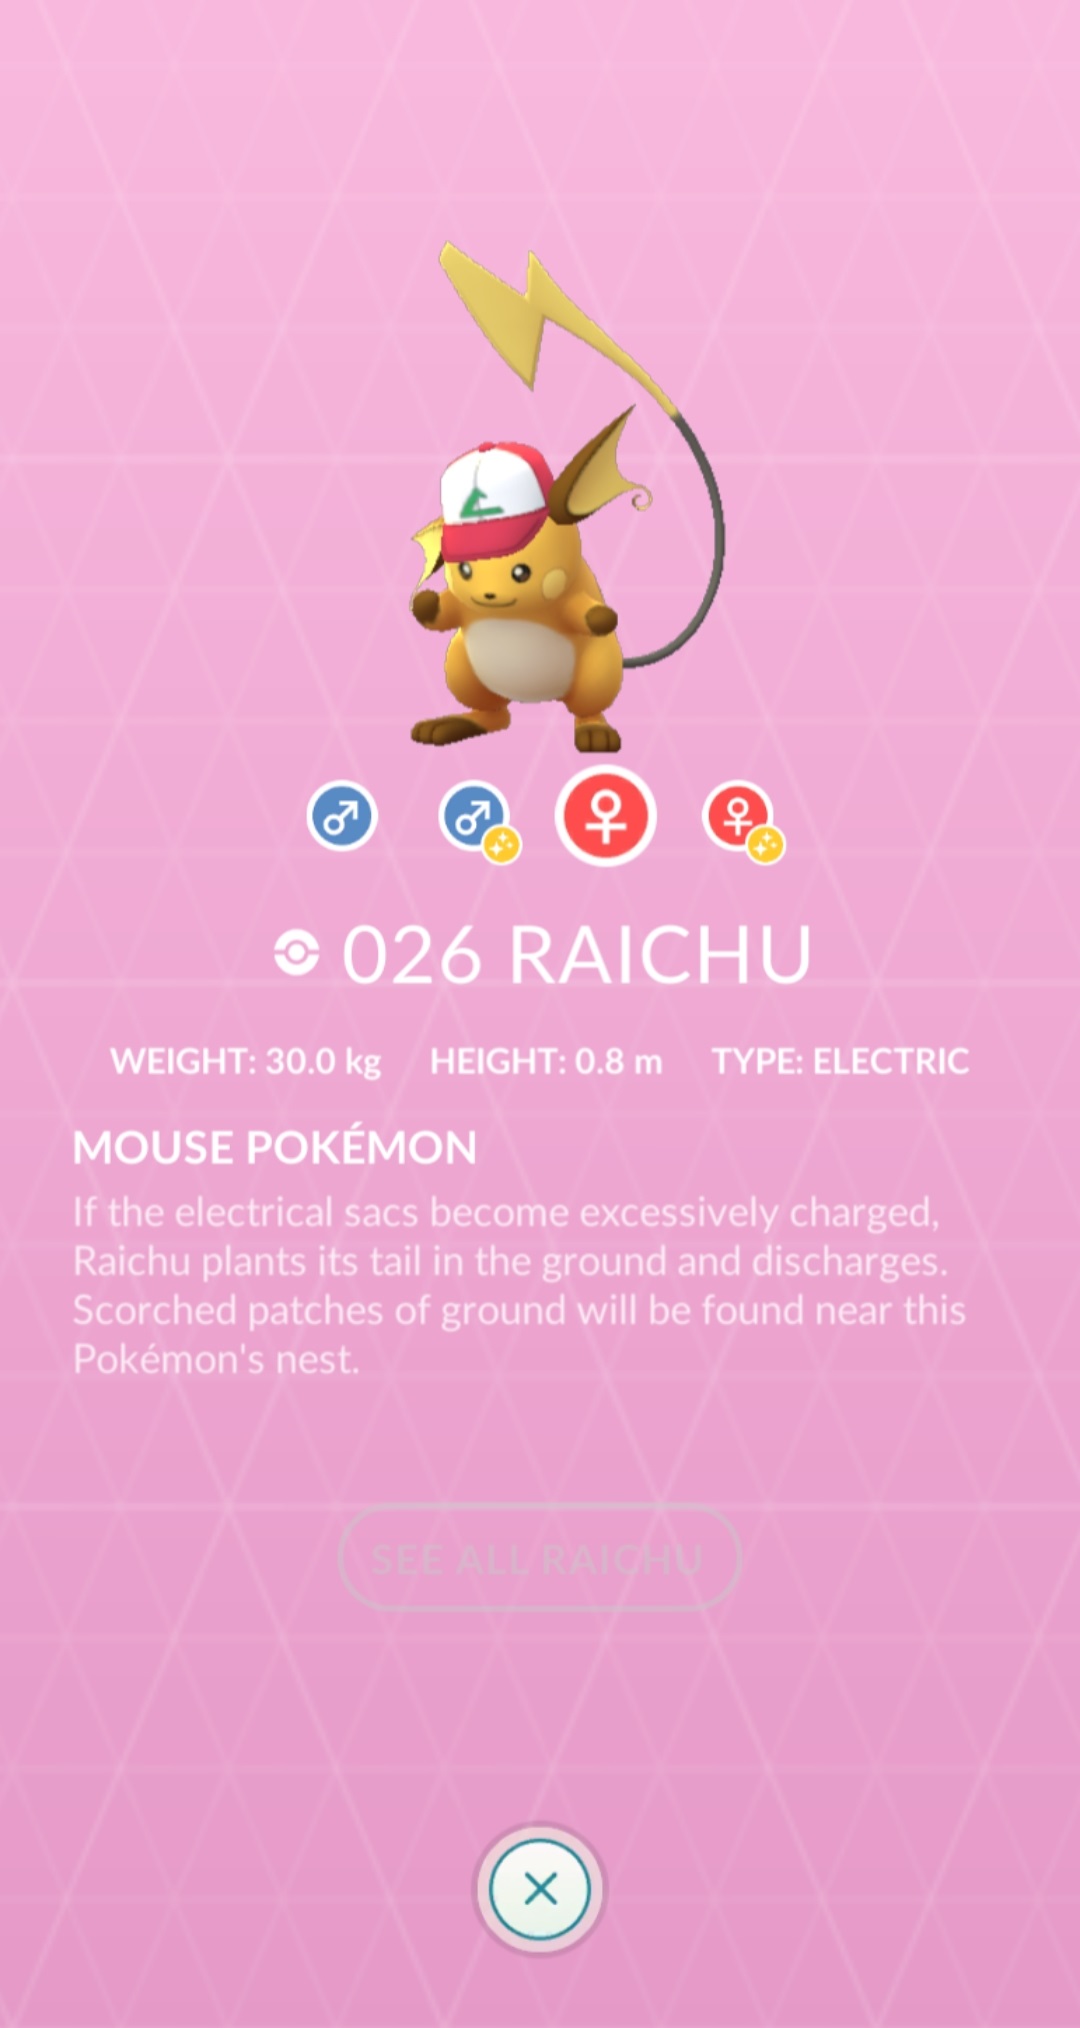 026 RAICHU
WEIGHT: 30.0 kg HEIGHT: 0.8 m TYPE: ELECTRIC
MOUSE POKÉMON
If the electrical sacs become excessively charged,
Raichu plants its tail in the ground and discharges.
Scorched patches of ground will be found near this
Pokémon's nest.
SEE ALL RAICHU